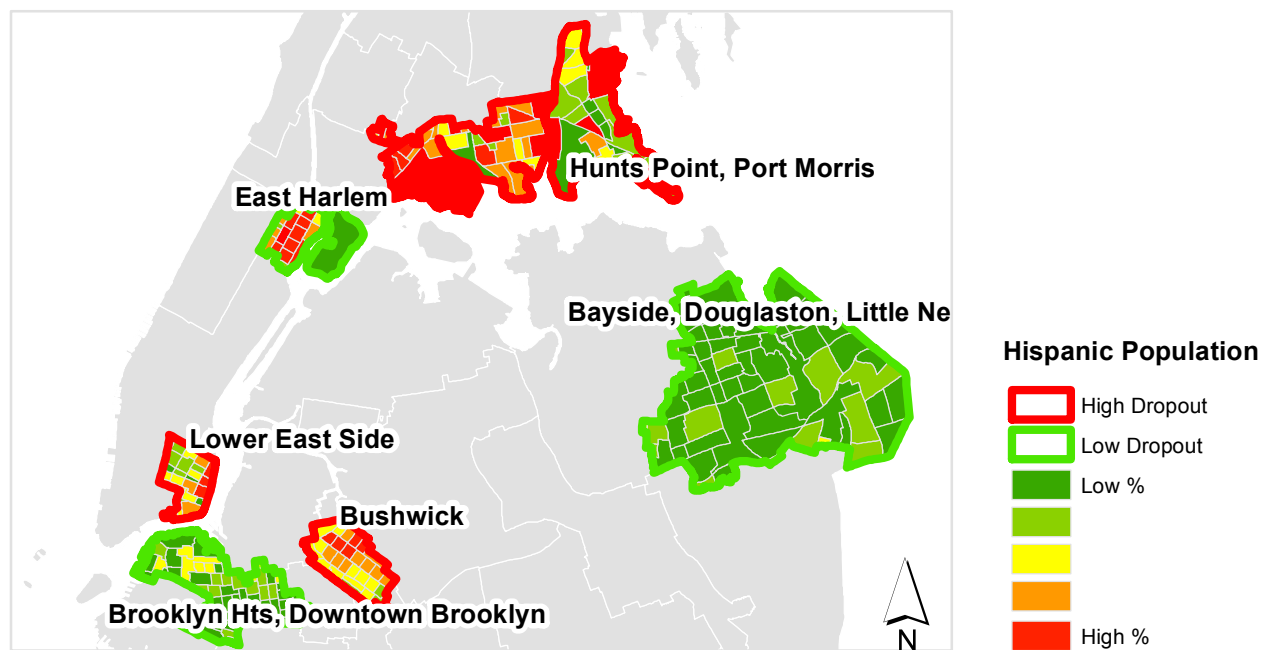 Hunts Point, Port Morris
East Harlem
Bayside, Douglaston, Little Ne
Hispanic Population
High Dropout
Low Dropout
Lower East Side
Low %
Bushwick
Brooklyn Hts, Downtown Brooklyn
N
High %